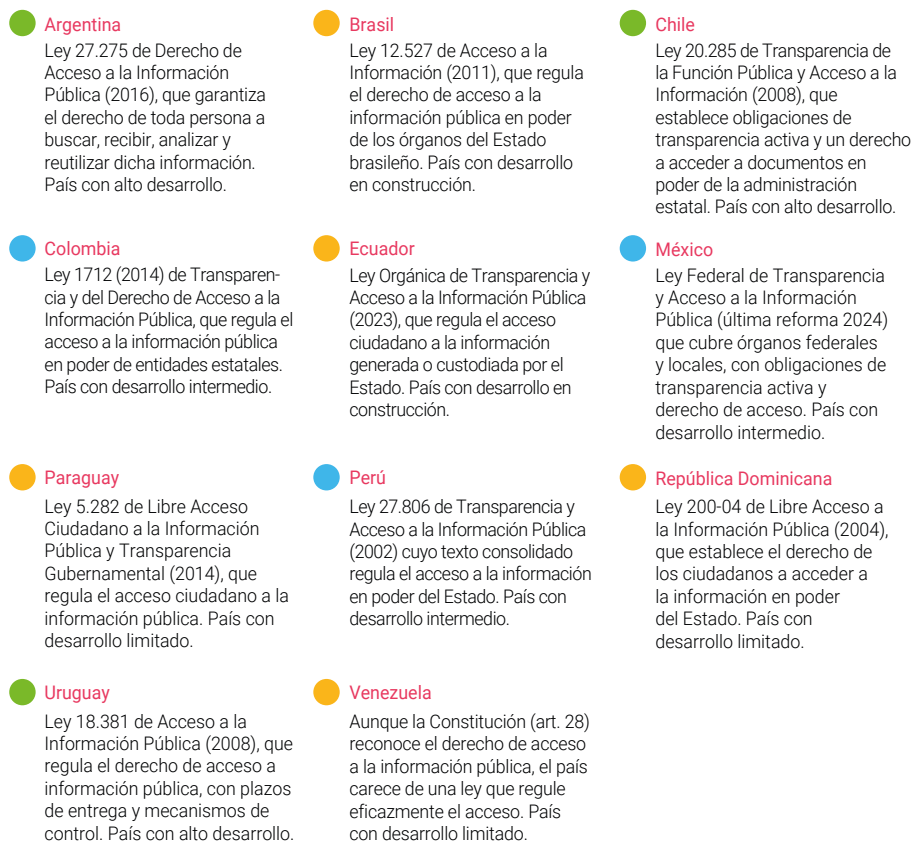 Argentina
Ley 27.275 de Derecho de
Acceso a la Información
Pública (2016), que garantiza
el derecho de toda persona a
buscar, recibir, analizar y
reutilizar dicha información.
País con alto desarrollo.
Brasil
Ley 12.527 de Acceso a la
Información (2011), que regula
el derecho de acceso a la
información pública en poder
de los órganos del Estado
brasileño. País con desarrollo
en construcción.
Chile
Ley 20.285 de Transparencia de
la Función Pública y Acceso a la
Información (2008), que
establece obligaciones de
transparencia activa y un derecho
a acceder a documentos en
poder de la administración
estatal. País con alto desarrollo.
Colombia
Ley 1712 (2014) de Transparen-
cia y del Derecho de Acceso a la
Información Pública, que regula el
acceso a la información pública
en poder de entidades estatales.
País con desarrollo intermedio.
Ecuador
Ley Orgánica de Transparencia y
Acceso a la Información Pública
(2023), que regula el acceso
ciudadano a la información
generada o custodiada por el
Estado. País con desarrollo en
construcción.
México
Ley Federal de Transparencia
y Acceso a la Información
Pública (última reforma 2024)
que cubre órganos federales
y locales, con obligaciones de
transparencia activa y
derecho de acceso. País con
desarrollo intermedio.
Paraguay
Ley 5.282 de Libre Acceso
Ciudadano a la Información
Pública y Transparencia
Gubernamental (2014), que
regula el acceso ciudadano a la
información pública. País con
desarrollo limitado.
Perú
Ley 27.806 de Transparencia y
Acceso a la Información Pública
(2002) cuyo texto consolidado
regula el acceso a la información
en poder del Estado. País con
desarrollo intermedio.
República Dominicana
Ley 200-04 de Libre Acceso a
la Información Pública (2004),
que establece el derecho de
los ciudadanos a acceder a
la información en poder
del Estado. País con
desarrollo limitado.
Uruguay
Ley 18.381 de Acceso a la
Información Pública (2008), que
regula el derecho de acceso a
información pública, con plazos
de entrega y mecanismos de
control. País con alto desarrollo.
Venezuela
Aunque la Constitución (art. 28)
reconoce el derecho de acceso
a la información pública, el país
carece de una ley que regule
eficazmente el acceso. País
con desarrollo limitado.